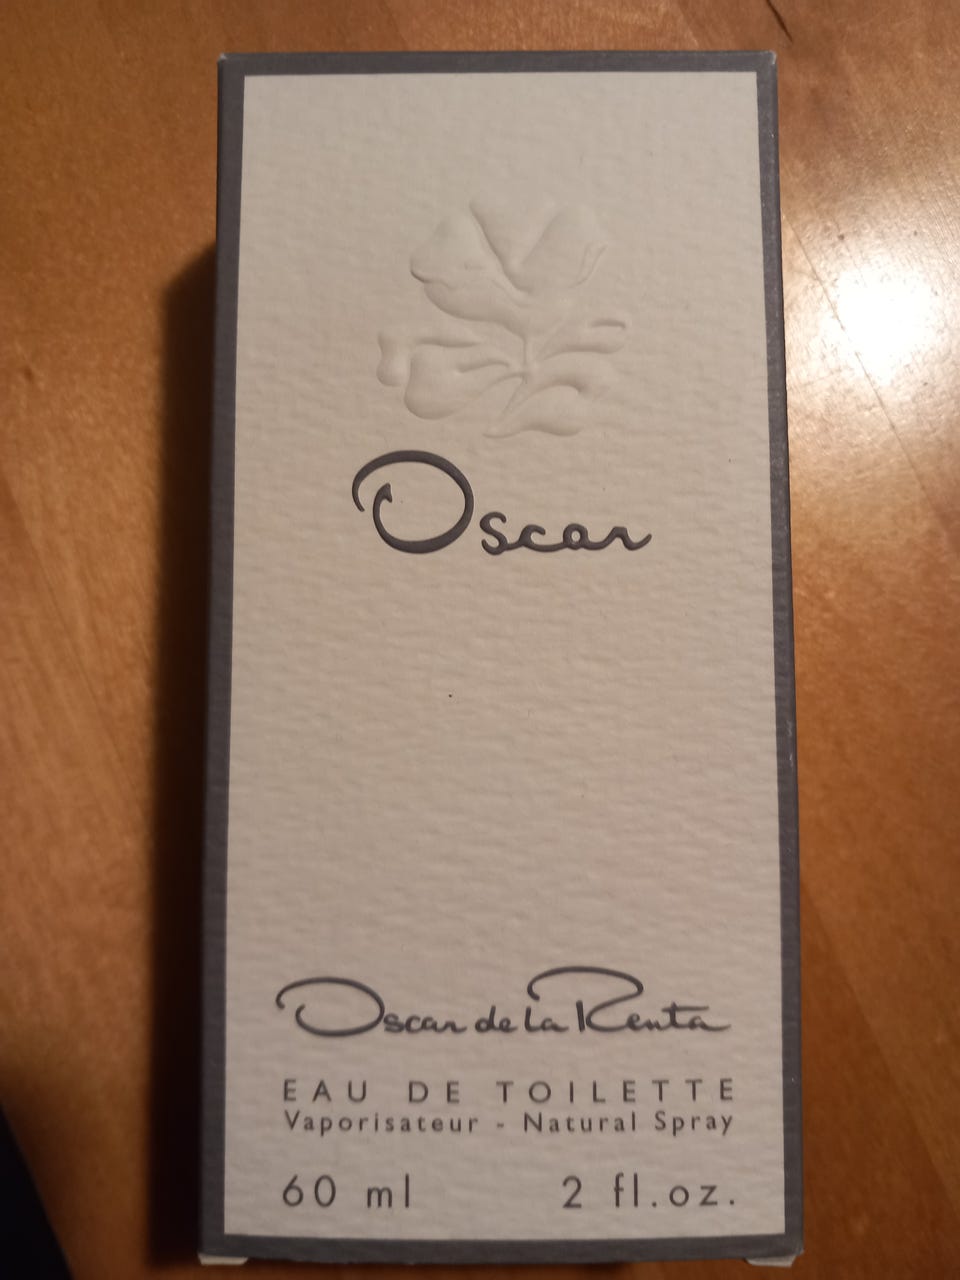 Oscar
Oscar de la Renta
EAU DE TOILETTE
Vaporisateur - Natural Spray
60 ml 2 fl.oz.